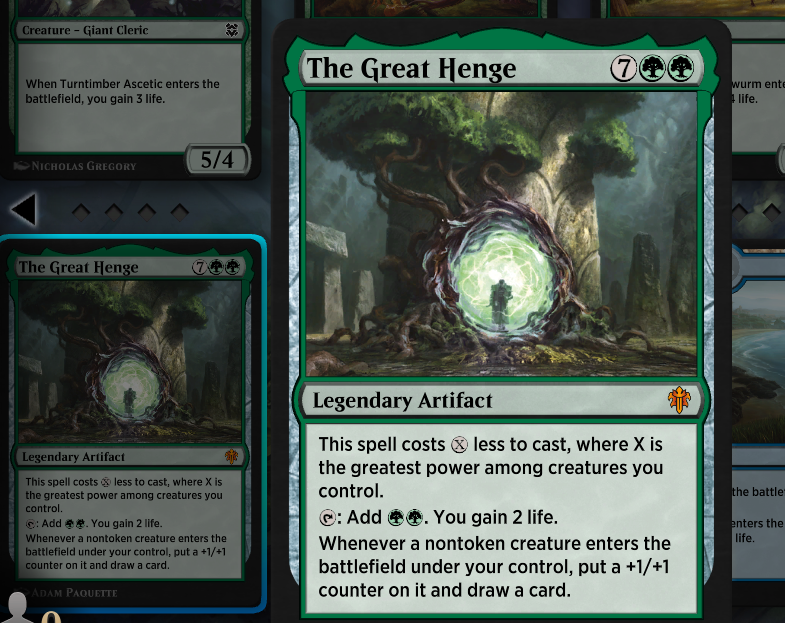 Creature – Giant Cleric
When Turntimber Ascetic enters the
battlefield, you gain 3 life.
NICHOLAS GREGORY
5/4
The Great Henge 7
Legendary Artifact
This spell costs X less to cast, where X is
the greatest power among creatures you
control.
: Add . You gain 2 life.
Whenever a nontoken creature enters the
battlefield under your control, put a +1/+1
counter on it and draw a card.
ADAM PAQUETTE
0
The Great Henge 7
Legendary Artifact
This spell costs X less to cast, where X is
the greatest power among creatures you
control.
: Add . You gain 2 life.
Whenever a nontoken creature enters the
battlefield under your control, put a +1/+1
counter on it and draw a card.
life.
the battle
enters the
life.